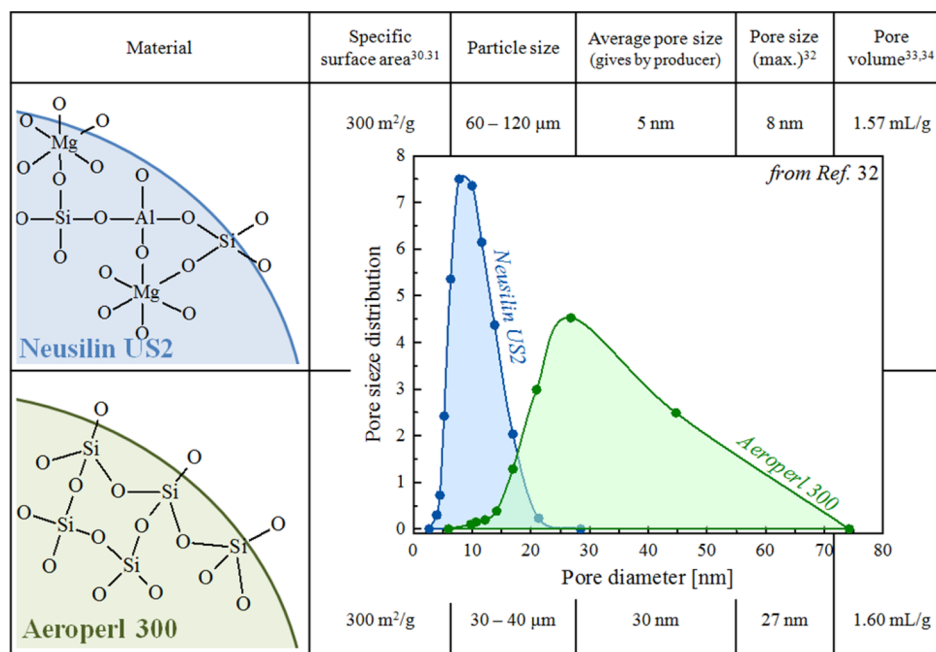 Material
Specific
surface area30.31
Particle size
Average pore size
(gives by producer)
Pore size
(max.)32
Pore
volume33,34
300 m2/g
60 – 120 μm
5 nm
8 nm
1.57 mL/g
O
O
O
O
Mg
O
O
O
O
O
Si
O
Al
O
O
Si
O
O
O
O
O
O
Mg
O
O
O
O
Neusilin US2
from Ref. 32
8
7
6
5
4
3
2
1
0
Pore sieze distribution
Neusilin US2
Aeroperl 300
0
10
20
30
40
50
60
70
80
Pore diameter [nm]
O
O
Si
O
O
Si
O
Si
O
O
O
Si
O
O
Si
O
O
O
O
Aeroperl 300
300 m2/g
30 – 40 μm
30 nm
27 nm
1.60 mL/g